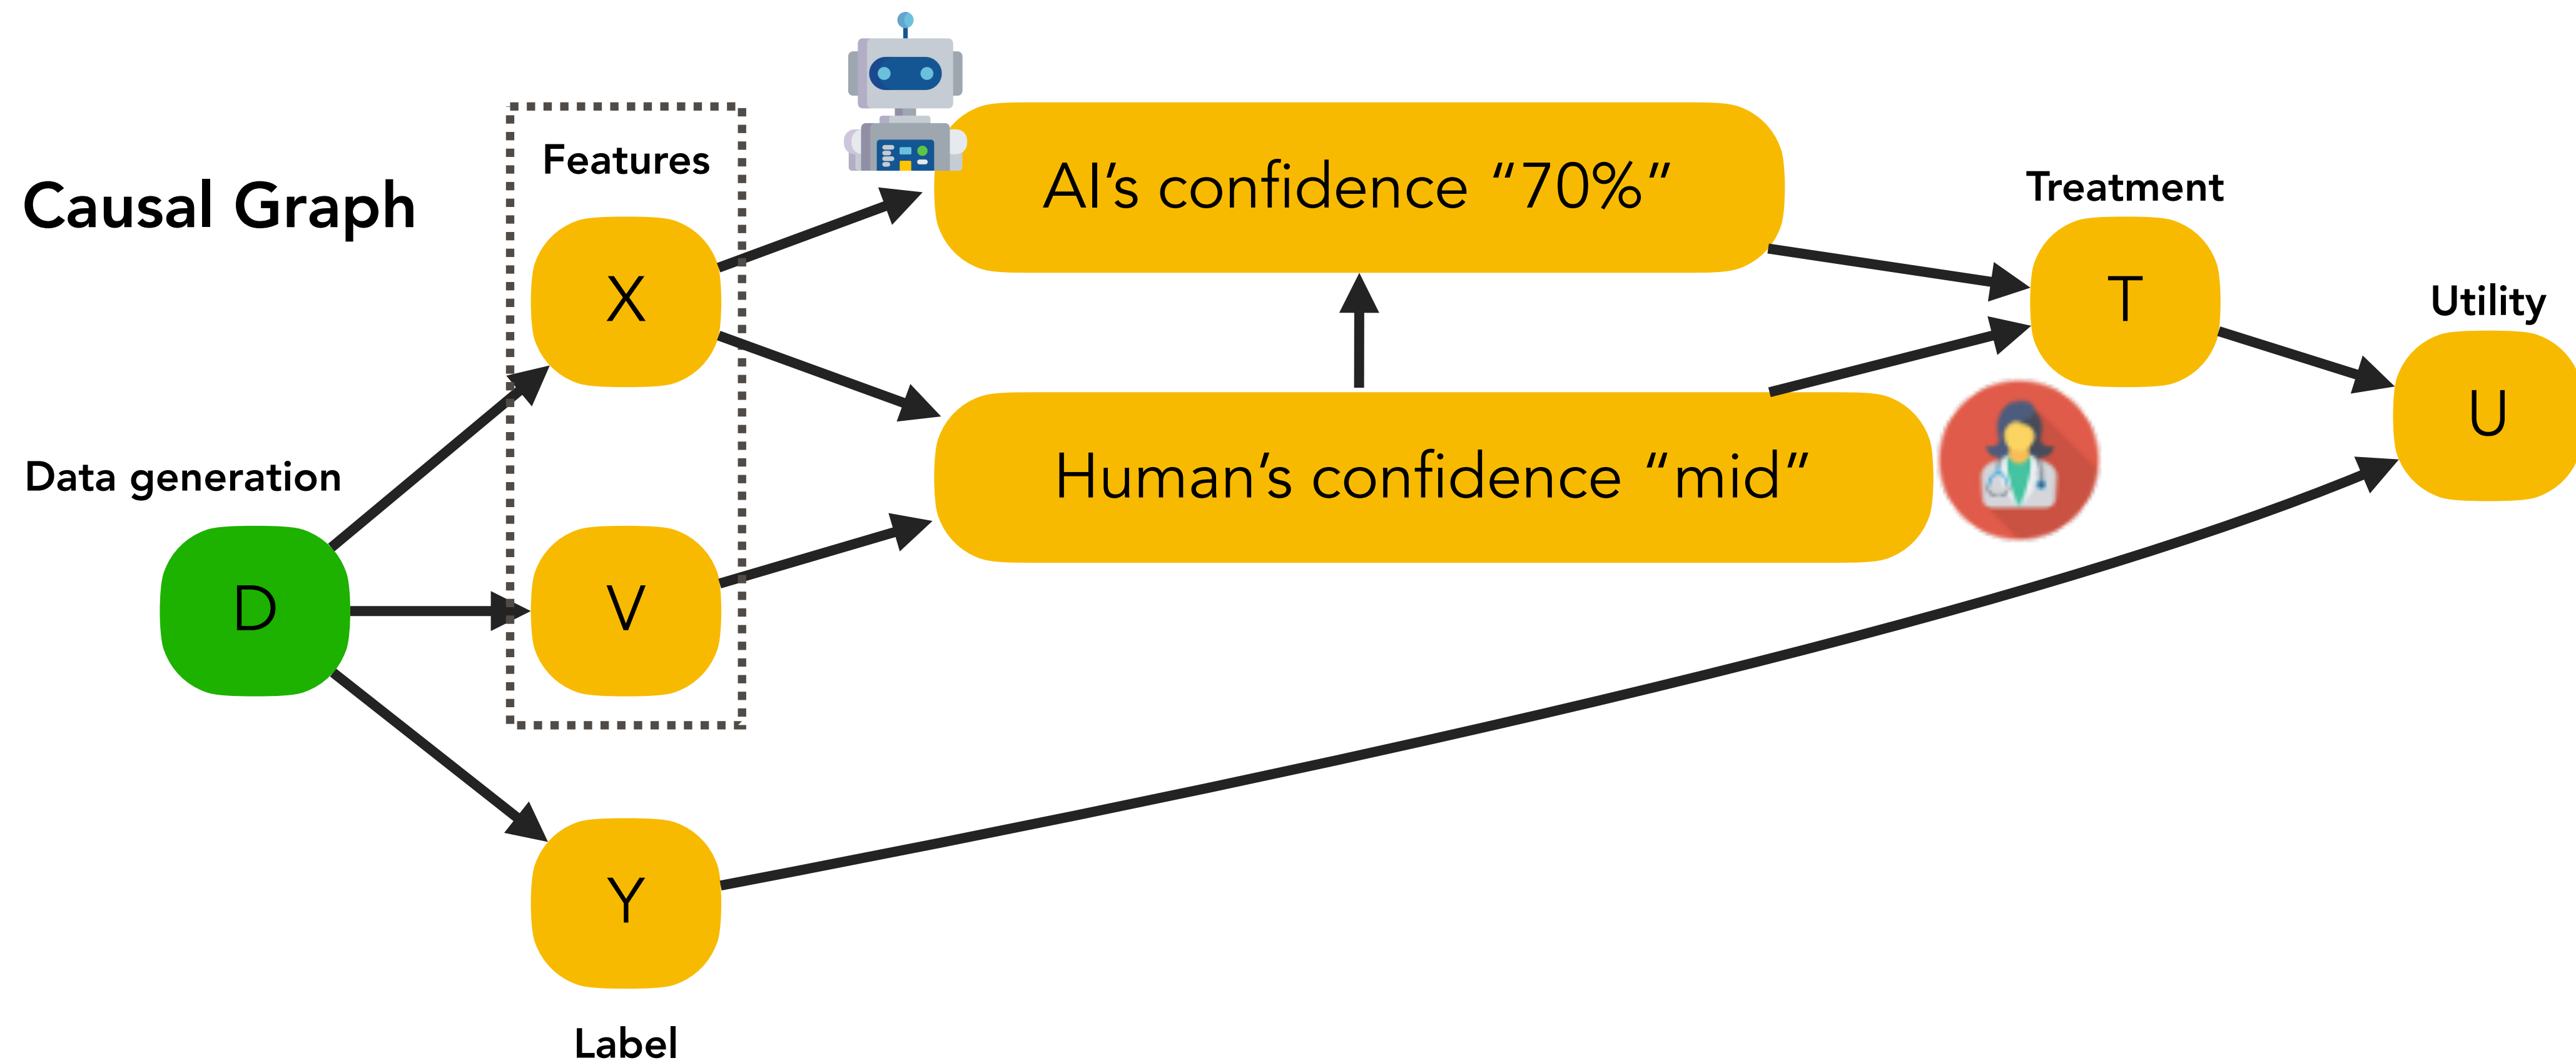 Causal Graph
Features
X
AI’s confidence “70%”
Treatment
T
Utility
U
Data generation
D
V
Human’s confidence “mid”
Y
Label